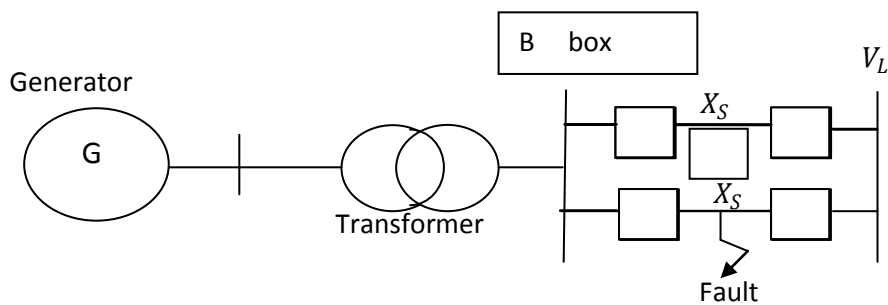 B box
V_L
Generator
X_S
G
X_S
Transformer
Fault